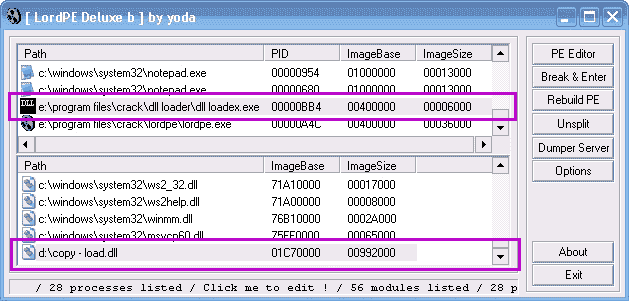 [ LordPE Deluxe b ] by yoda
Path PID ImageBase ImageSize
c:\windows\system32\notepad.exe 00000954 01000000 00013000
c:\windows\system32\notepad.exe 00000680 01000000 00013000
e:\program files\crack\dll loader\dll loadex.exe 00000BB4 00400000 00006000
e:\program files\crack\lordpe\lordpe.exe 00000A4C 00400000 00036000
Path ImageBase ImageSize
c:\windows\system32\ws2_32.dll 71A10000 00017000
c:\windows\system32\ws2help.dll 71A00000 00008000
c:\windows\system32\winmm.dll 76B10000 0002A000
c:\windows\system32\msvcp60.dll 75FF0000 00065000
d:\copy - load.dll 01C70000 00992000
PE Editor
Break & Enter
Rebuild PE
Unsplit
Dumper Server
Options
About
Exit
/ 28 processes listed / Click me to edit ! / 56 modules listed / 28 p